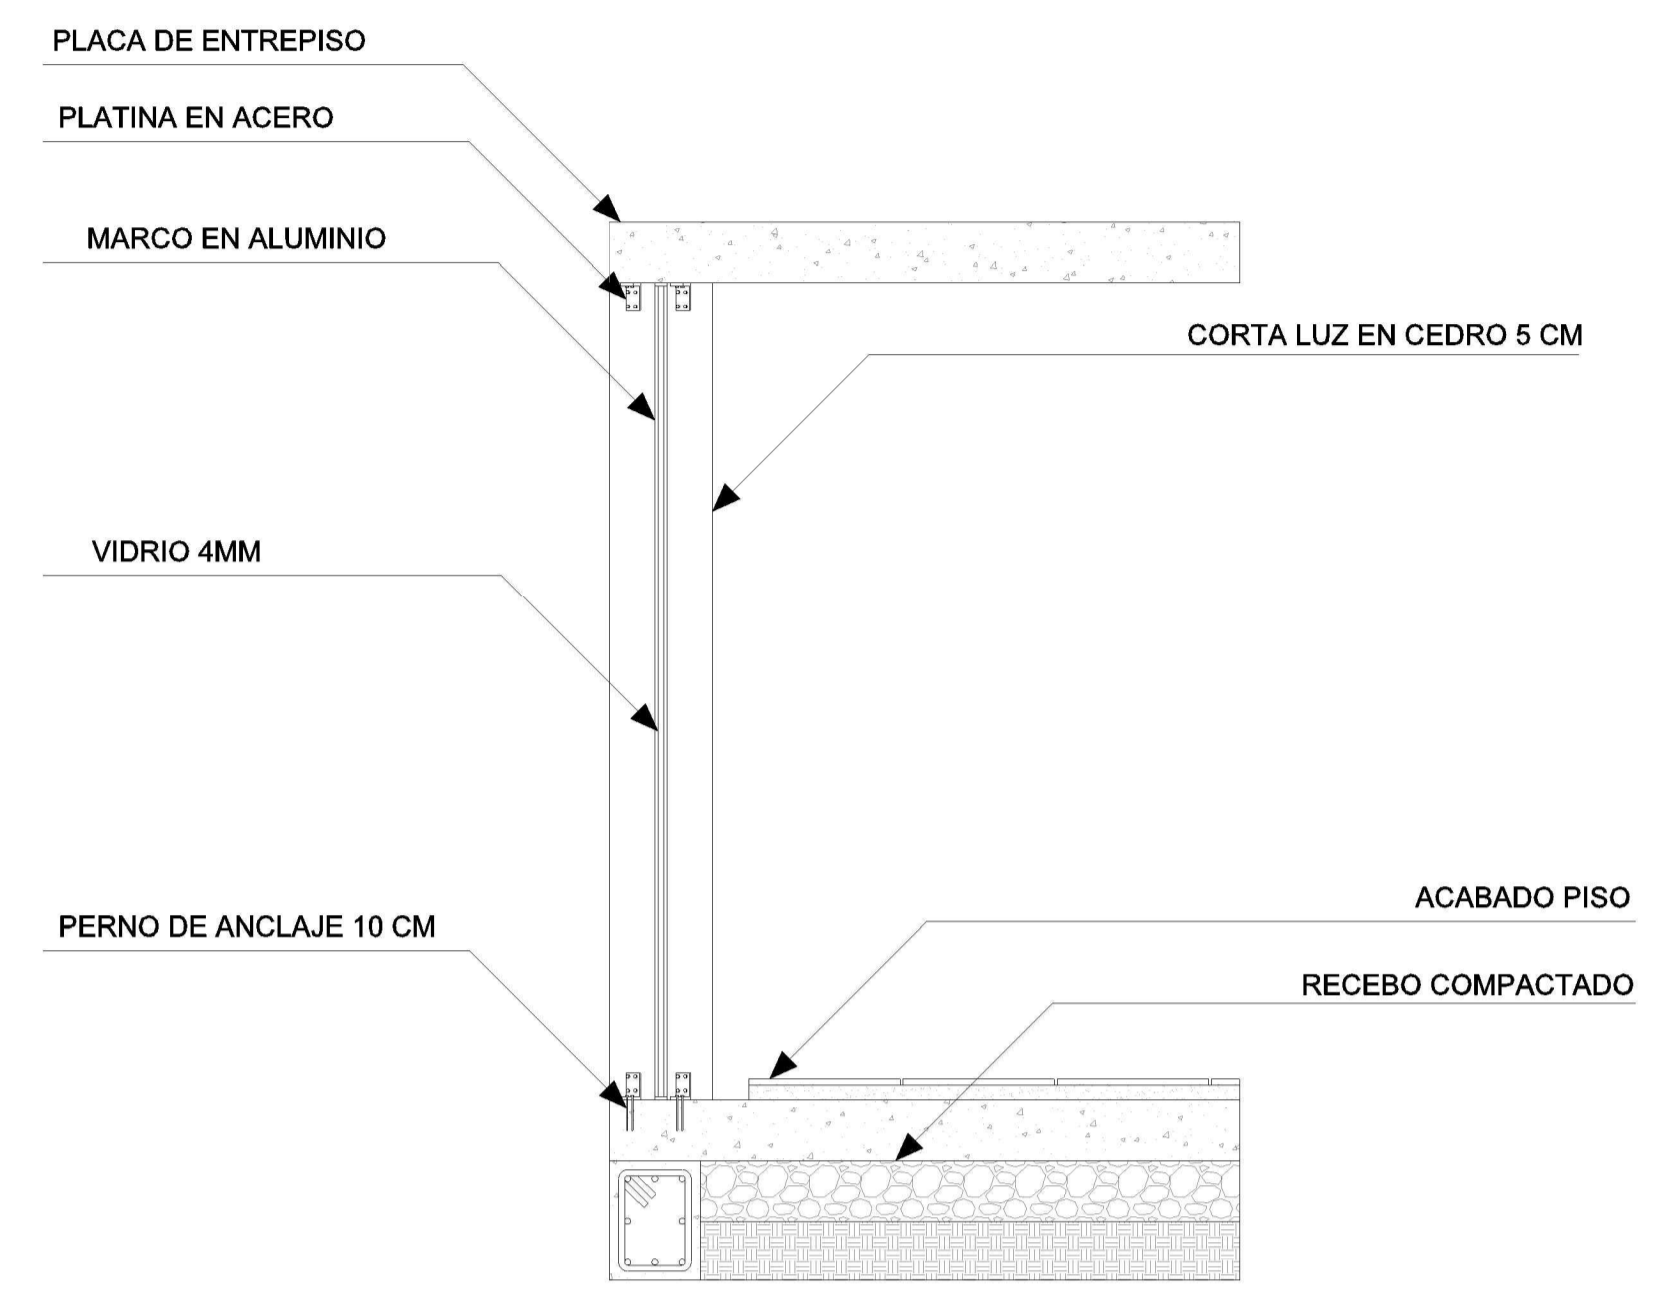 PLACA DE ENTREPISO
PLATINA EN ACERO
MARCO EN ALUMINIO
CORTA LUZ EN CEDRO 5 CM
VIDRIO 4MM
ACABADO PISO
PERNO DE ANCLAJE 10 CM
RECEBO COMPACTADO